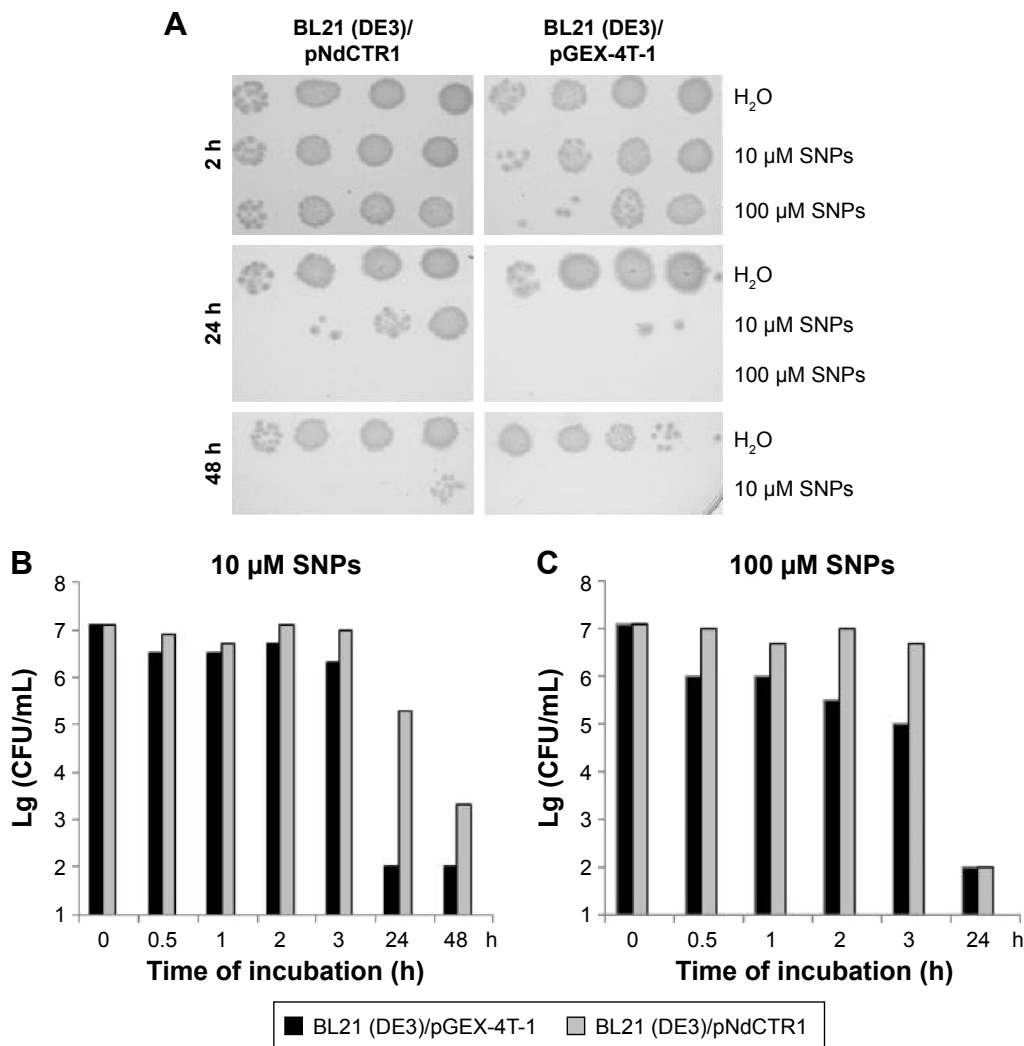 A
BL21 (DE3)/
pNdCTR1
BL21 (DE3)/
pGEX-4T-1
2 h
H₂O
10 µM SNPs
100 µM SNPs
24 h
H₂O
10 µM SNPs
100 µM SNPs
48 h
H₂O
10 µM SNPs
B
10 µM SNPs
Lg (CFU/mL)
8
7
6
5
4
3
2
1
0 0.5 1 2 3 24 48 h
Time of incubation (h)
C
100 µM SNPs
Lg (CFU/mL)
8
7
6
5
4
3
2
1
0 0.5 1 2 3 24 h
Time of incubation (h)
BL21 (DE3)/pGEX-4T-1 BL21 (DE3)/pNdCTR1